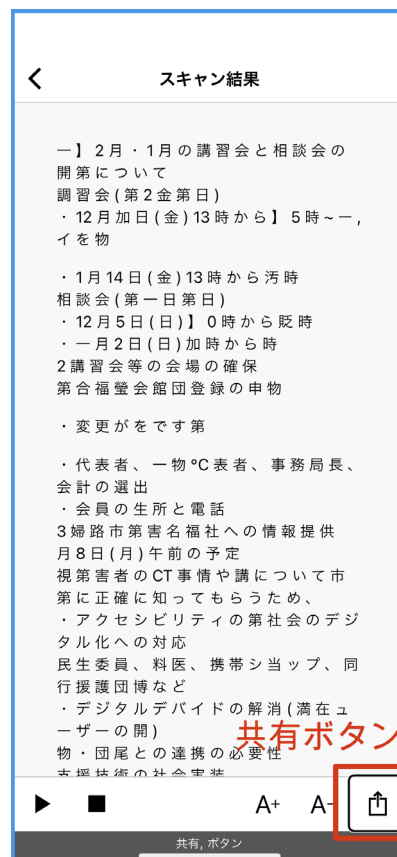 スキャン結果
一】2月・1月の講習会と相談会の
開第について
調習会(第2金第日)
・12月加日(金)13時から】5時~ー,
イを物
・1月14日(金)13時から汚時
相談会(第一日第日)
・12月5日(日)】0時から貶時
・一月2日(日)加時から時
2講習会等の会場の確保
第合福瑩会館団登録の申物
・変更がをです第
・代表者、一物℃表者、事務局長、
会計の選出
・会員の生所と電話
3婦路市第害名福社への情報提供
月8日(月)午前の予定
視第害者のCT事情や講について市
第に正確に知ってもらうため、
・アクセシビリティの第社会のデジ
タル化への対応
民生委員、料医、携帯シ当ップ、同
行援護団博など
・デジタルデバイドの解消(満在ュ
ーザーの開)
物・団尾との達携の必要性
支援技術の社会実装
共有ボタン
A+
A-
共有, ボタン